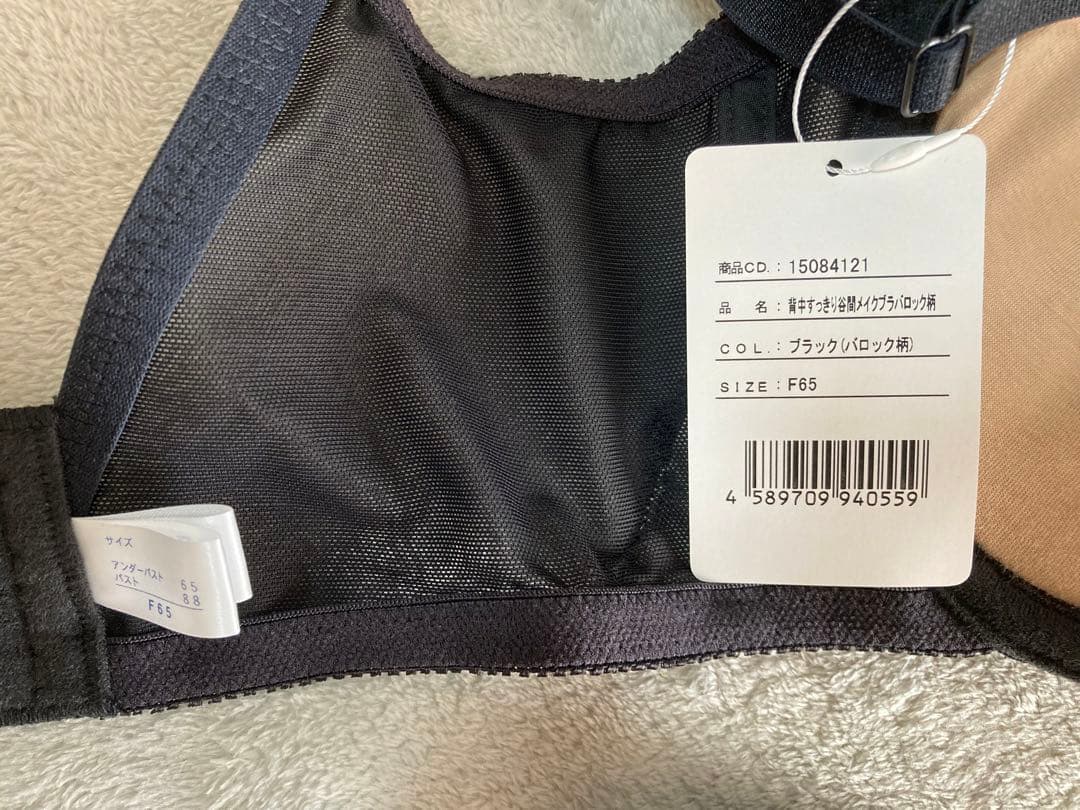 商品CD.：15084121
品　名：背中すっきり谷間メイクブラバロック柄
COL.：ブラック(バロック柄)
SIZE：F65
4 589709 940559
サイズ
アンダーバスト 65
バスト 88
F65